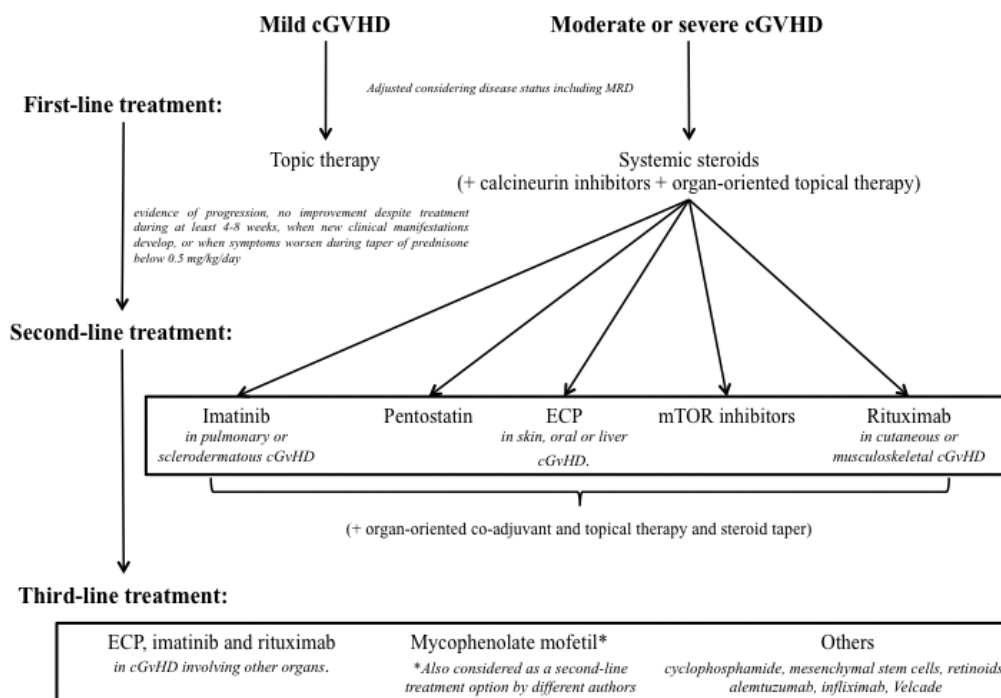 Mild cGVHD
Moderate or severe cGVHD
Adjusted considering disease status including MRD
First-line treatment:
Topic therapy
Systemic steroids
(+ calcineurin inhibitors + organ-oriented topical therapy)
evidence of progression, no improvement despite treatment
during at least 4-8 weeks, when new clinical manifestations
develop, or when symptoms worsen during taper of prednisone
below 0.5 mg/kg/day
Second-line treatment:
Imatinib
in pulmonary or
sclerodermatous cGvHD
Pentostatin
ECP
in skin, oral or liver
cGvHD.
mTOR inhibitors
Rituximab
in cutaneous or
musculoskeletal cGvHD
(+ organ-oriented co-adjuvant and topical therapy and steroid taper)
Third-line treatment:
ECP, imatinib and rituximab
in cGvHD involving other organs.
Mycophenolate mofetil*
*Also considered as a second-line
treatment option by different authors
Others
cyclophosphamide, mesenchymal stem cells, retinoids,
alemtuzumab, infliximab, Velcade